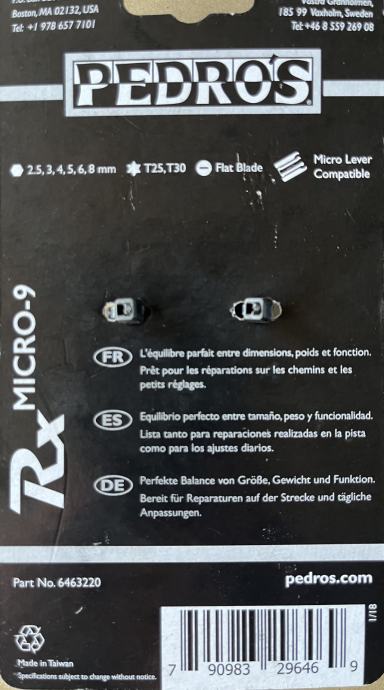 Boston, MA 02132, USA
Tel: +1 978 657 7101
185 99 Vaxholm, Sweden
Tel:+46 8 559 269 08
PEDRO'S®
2.5, 3, 4, 5, 6, 8 mm
T25,T30
Flat Blade
Micro Lever
Compatible
Rx MICRO-9
FR
L'équilibre parfait entre dimensions, poids et fonction.
Prêt pour les réparations sur les chemins et les
petits réglages.
ES
Equilibrio perfecto entre tamaño, peso y funcionalidad.
Lista tanto para reparaciones realizadas en la pista
como para los ajustes diarios.
DE
Perfekte Balance von Größe, Gewicht und Funktion.
Bereit für Reparaturen auf der Strecke und tägliche
Anpassungen.
Part No. 6463220
pedros.com
1/18
Made in Taiwan
*Specifications subject to change without notice.
7 90983 29646 9